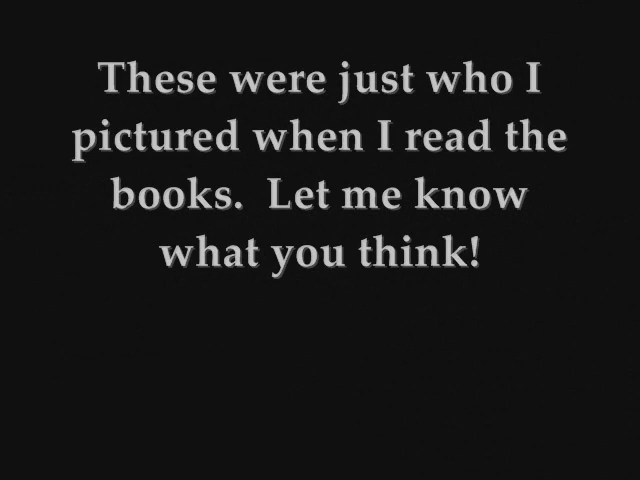 These were just who I
pictured when I read the
books.  Let me know
what you think!